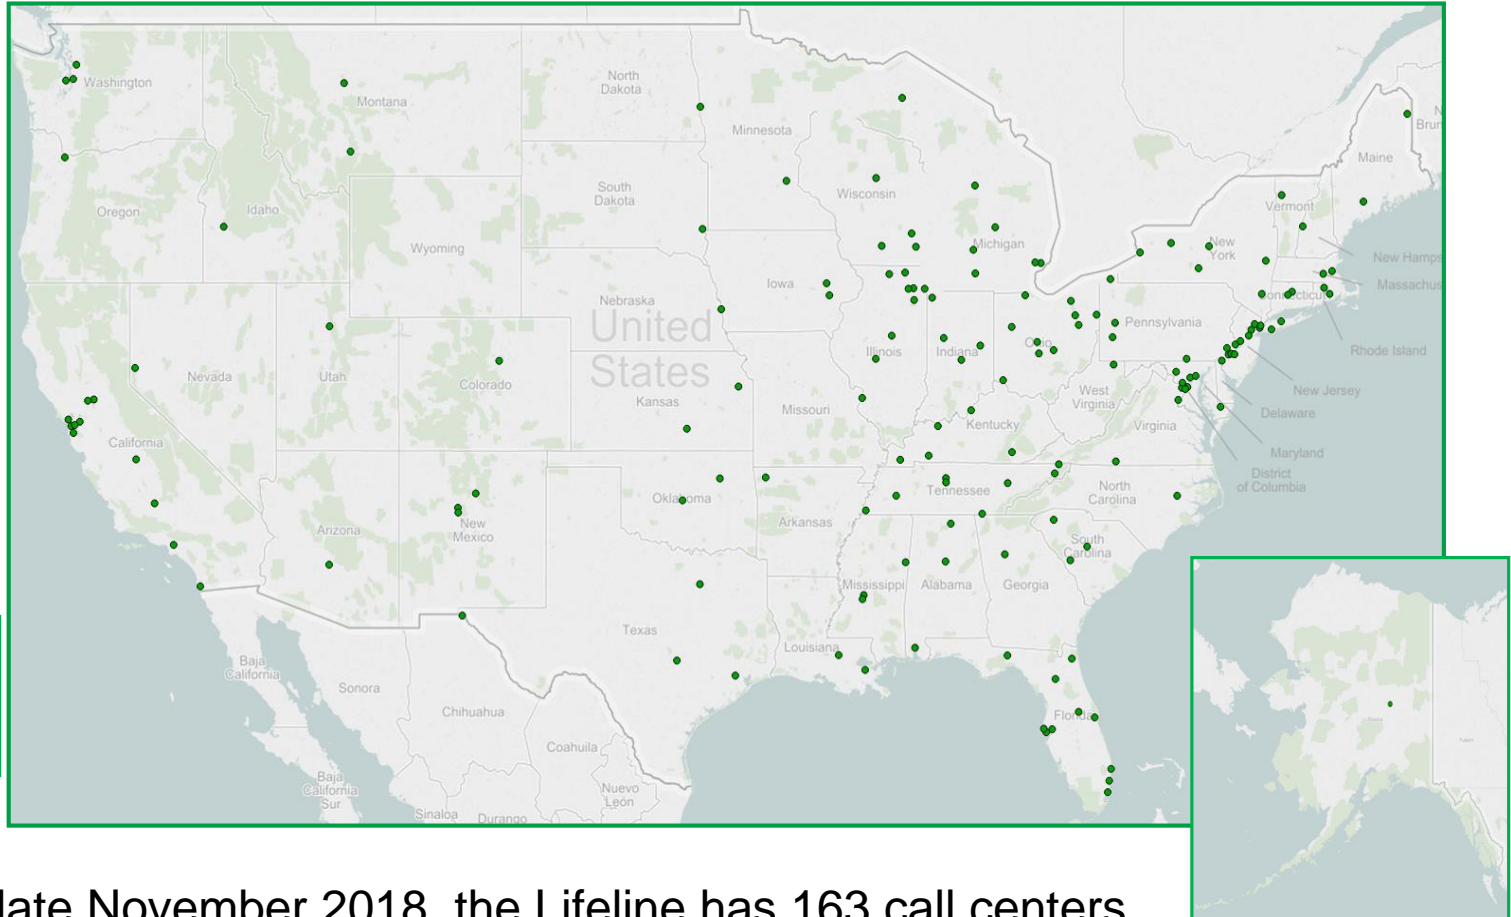 Washington
Montana
North
Dakota
Minnesota
N
Brun
Maine
Oregon
Idaho
South
Dakota
Wisconsin
Vermont
Wyoming
Michigan
New
York
New Hamps
Massachus
Iowa
Nebraska
United
States
Connecticut
Pennsylvania
Rhode Island
Nevada
Utah
Colorado
Kansas
Missouri
Illinois
Indiana
Ohio
West
Virginia
New Jersey
Delaware
Maryland
District
of Columbia
California
Kentucky
Virginia
Oklahoma
Arkansas
Tennessee
North
Carolina
Arizona
New
Mexico
South
Carolina
Mississippi
Alabama
Georgia
Texas
Louisiana
Baja
California
Sonora
Chihuahua
Coahuila
Florida
Baja
California
Sur
Nuevo
León
Sinaloa
Durango
late November 2018, the Lifeline has 163 call centers